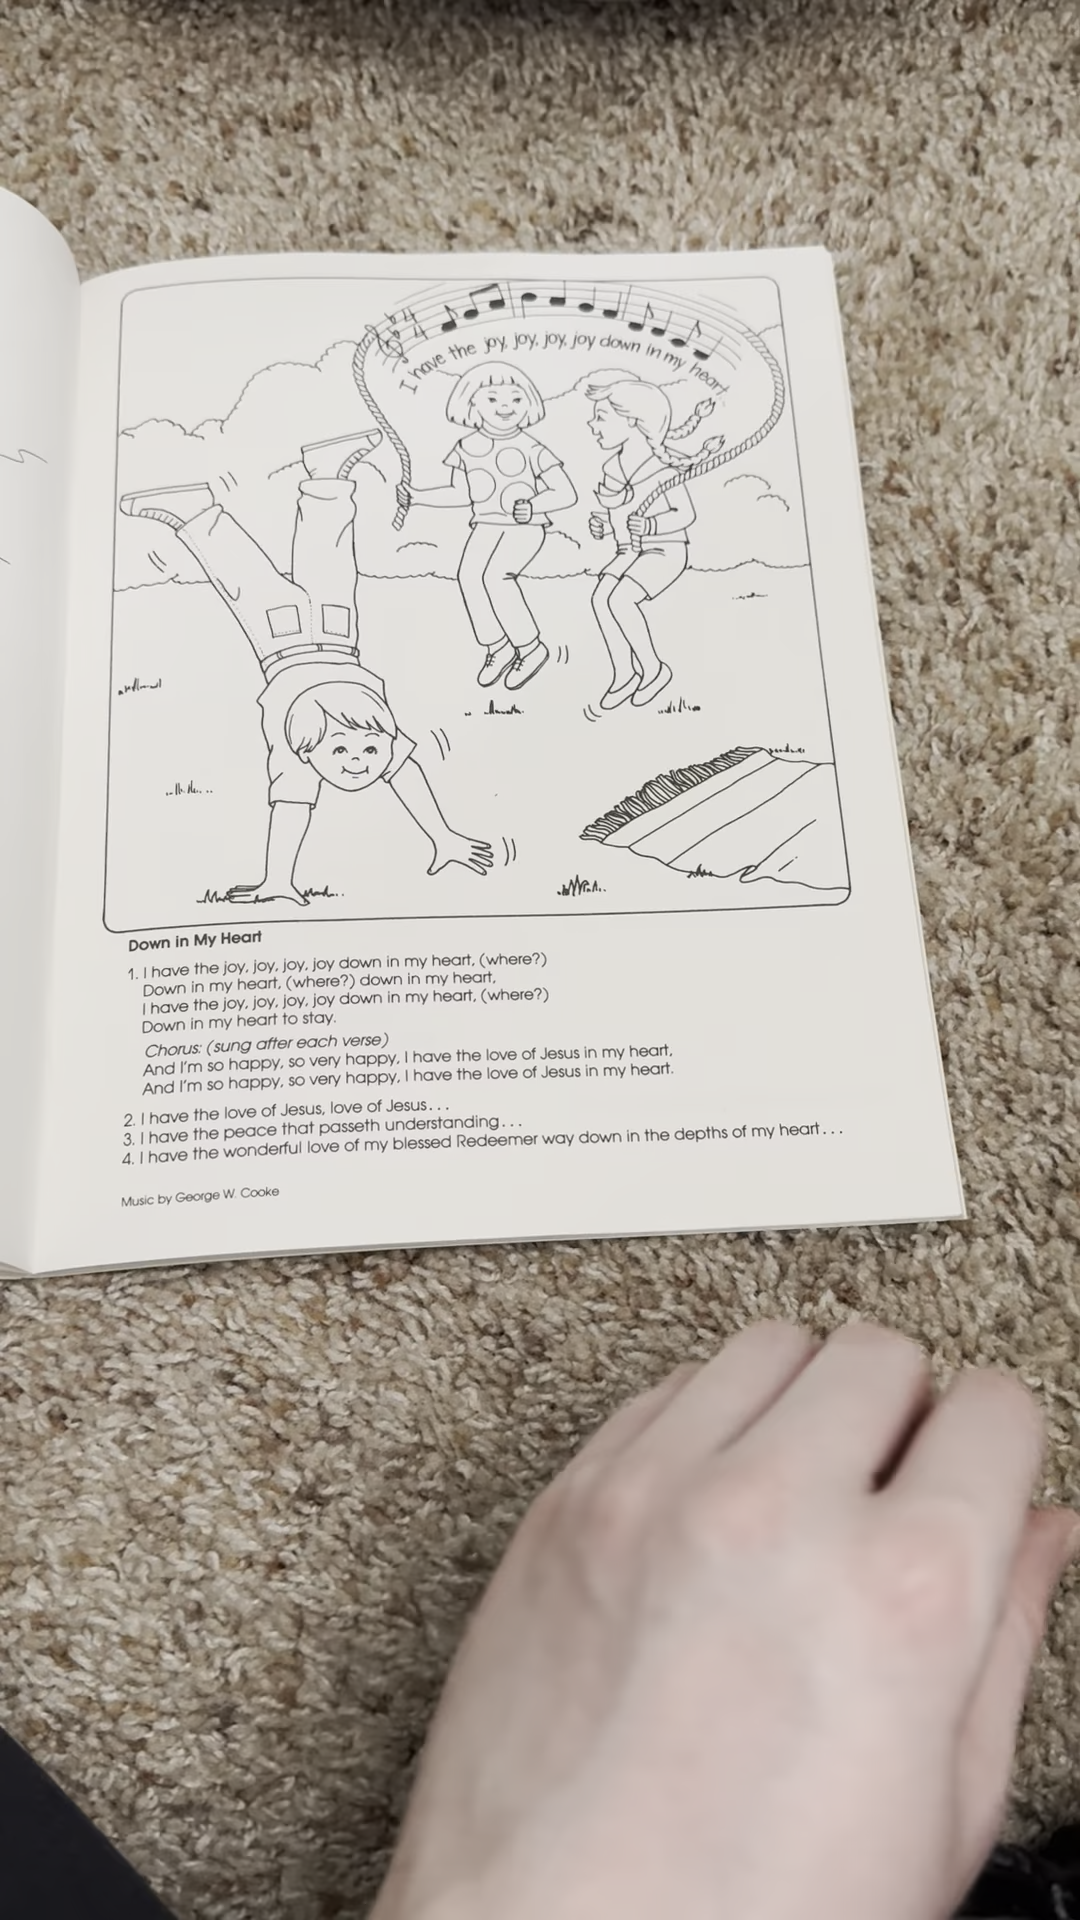 I have the joy, joy, joy, joy down in my heart
Down in My Heart
1. I have the joy, joy, joy, joy down in my heart, (where?)
Down in my heart, (where?) down in my heart,
I have the joy, joy, joy, joy down in my heart, (where?)
Down in my heart to stay.
Chorus: (sung after each verse)
And I'm so happy, so very happy, I have the love of Jesus in my heart,
And I'm so happy, so very happy, I have the love of Jesus in my heart.
2. I have the love of Jesus, love of Jesus...
3. I have the peace that passeth understanding...
4. I have the wonderful love of my blessed Redeemer way down in the depths of my heart...
Music by George W. Cooke